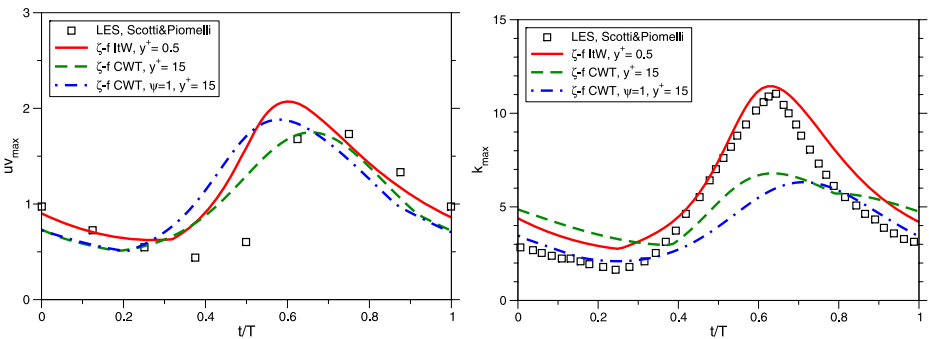 3
2
1
0
uv_max
0
0.2
0.4
0.6
0.8
1
t/T
LES, Scotti&Piomelli
ζ-f ItW, y⁺= 0.5
ζ-f CWT, y⁺= 15
ζ-f CWT, ψ=1, y⁺= 15
15
10
5
0
k_max
0
0.2
0.4
0.6
0.8
1
t/T
LES, Scotti&Piomelli
ζ-f ItW, y⁺= 0.5
ζ-f CWT, y⁺ = 15
ζ-f CWT, ψ=1, y⁺= 15